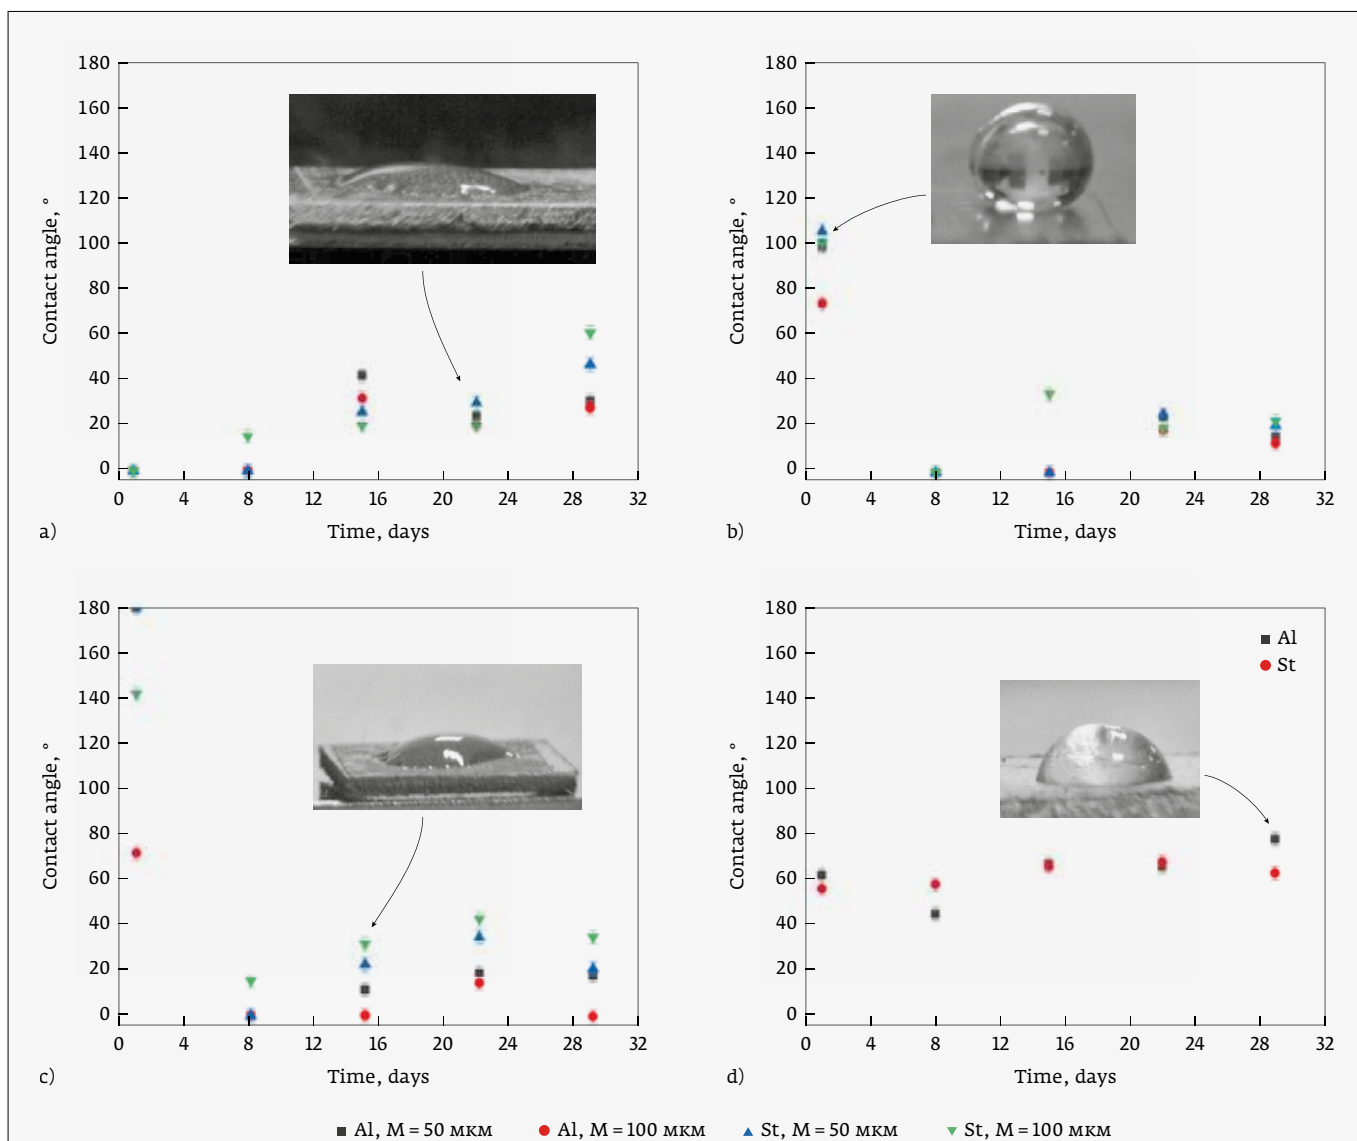 180
160
140
120
100
80
60
40
20
0
Contact angle, °
0 4 8 12 16 20 24 28 32
Time, days
a)
180
160
140
120
100
80
60
40
20
0
Contact angle, °
0 4 8 12 16 20 24 28 32
Time, days
b)
180
160
140
120
100
80
60
40
20
0
Contact angle, °
0 4 8 12 16 20 24 28 32
Time, days
c)
180
160
140
120
100
80
60
40
20
0
Contact angle, °
Al
St
0 4 8 12 16 20 24 28 32
Time, days
d)
Al, M = 50 мкм Al, M = 100 мкм St, M = 50 мкм St, M = 100 мкм